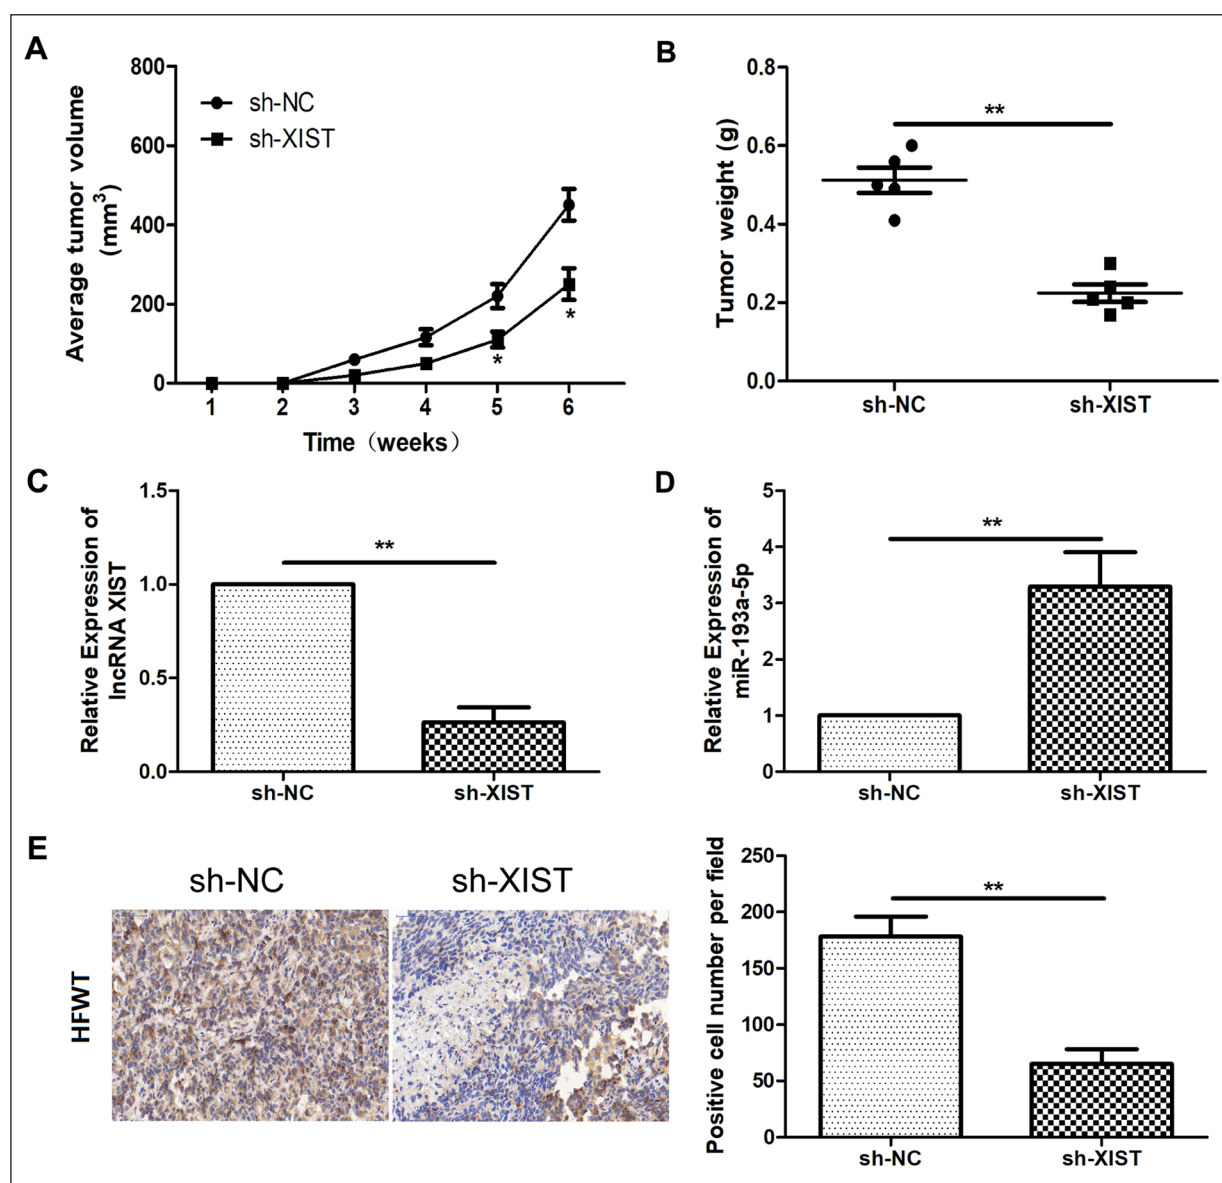 A
Average tumor volume
(mm³)
800
600
400
200
0
sh-NC
sh-XIST
*
*
1 2 3 4 5 6
Time（weeks）
B
Tumor weight (g)
0.8
0.6
0.4
0.2
0.0
**
sh-NC sh-XIST
C
Relative Expression of
lncRNA XIST
1.5
1.0
0.5
0.0
**
sh-NC sh-XIST
D
Relative Expression of
miR-193a-5p
5
4
3
2
1
0
**
sh-NC sh-XIST
E
sh-NC sh-XIST
HFWT
Positive cell number per field
250
200
150
100
50
0
**
sh-NC sh-XIST